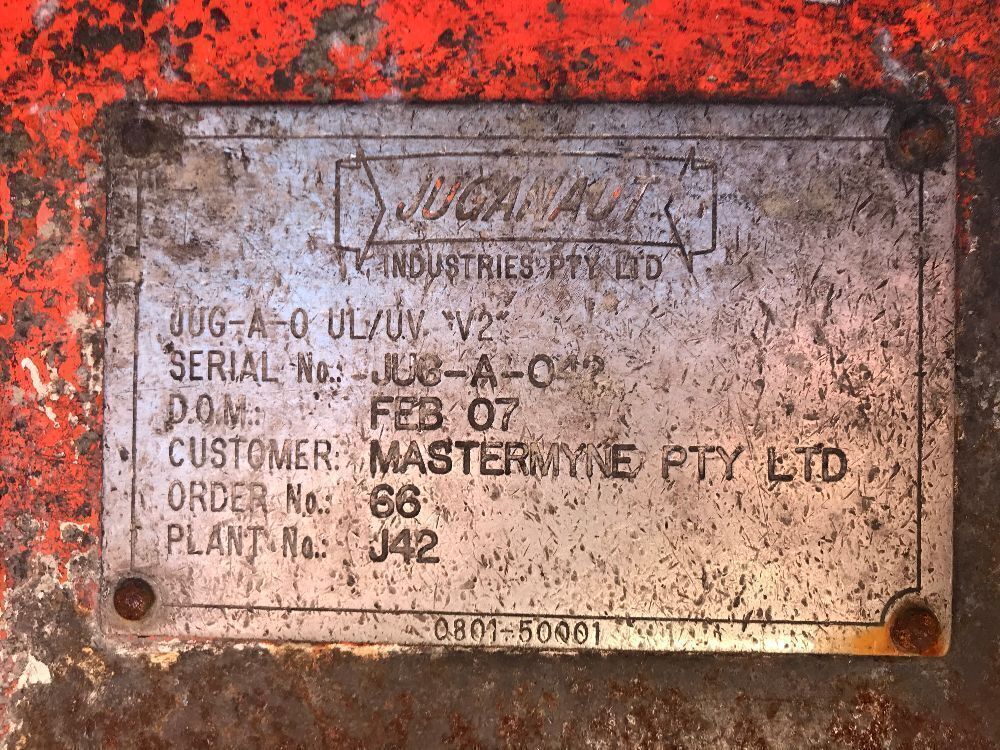 JUGANAUT
INDUSTRIES PTY LTD
JUG-A-O UL/UV "V2"
SERIAL No.: JUG-A-042
D.O.M.: FEB 07
CUSTOMER: MASTERMYNE PTY LTD
ORDER No.: 66
PLANT No.: J42
0801-50001